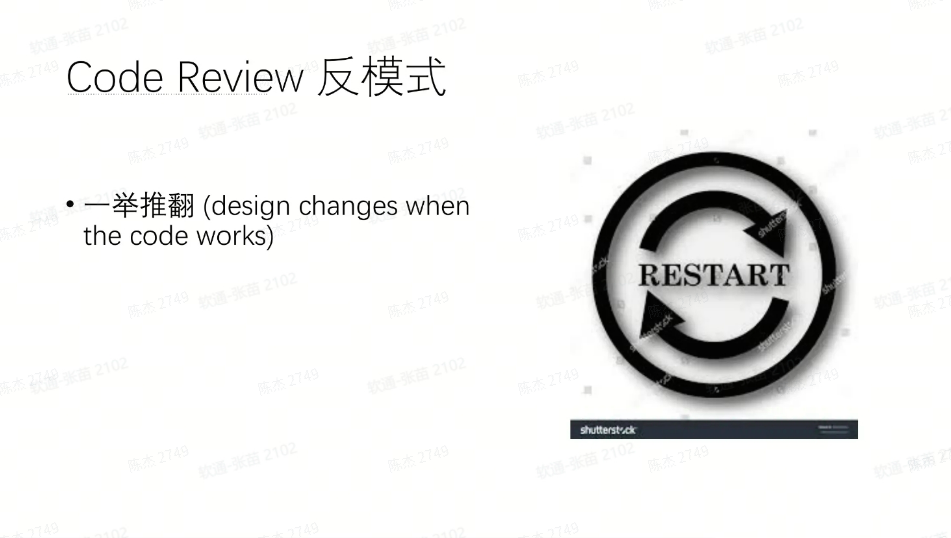 Code Review 反模式
• 一举推翻 (design changes when
the code works)
RESTART
shutterstock
软通-张苗 2102
陈杰 2749